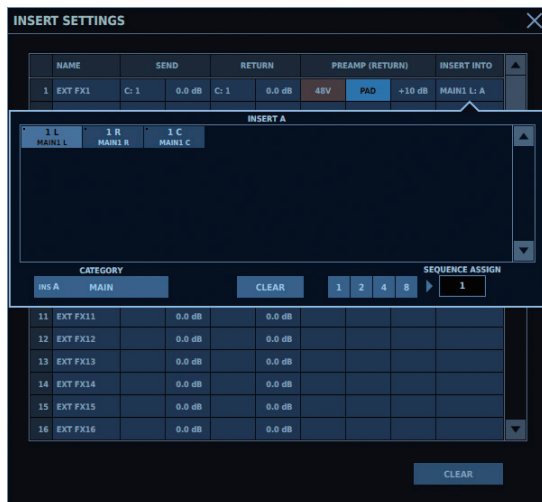 INSERT SETTINGS
NAME SEND RETURN PREAMP (RETURN) INSERT INTO
1 EXT FX1 C: 1 0.0 dB C: 1 0.0 dB 48V PAD +10 dB MAIN1 L: A
INSERT A
1 L 1 R 1 C
MAIN1 L MAIN1 R MAIN1 C
CATEGORY SEQUENCE ASSIGN
INS A MAIN CLEAR 1 2 4 8 1
11 EXT FX11 0.0 dB 0.0 dB
12 EXT FX12 0.0 dB 0.0 dB
13 EXT FX13 0.0 dB 0.0 dB
14 EXT FX14 0.0 dB 0.0 dB
15 EXT FX15 0.0 dB 0.0 dB
16 EXT FX16 0.0 dB 0.0 dB
CLEAR